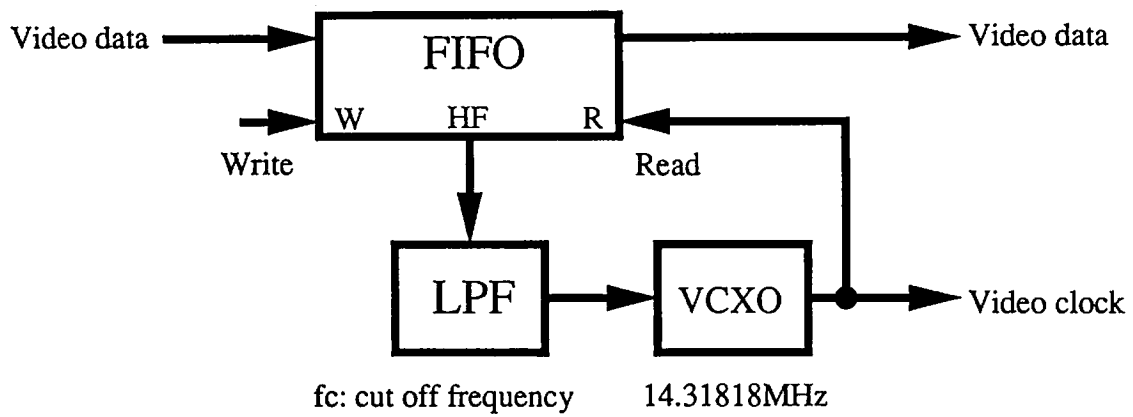 Video data
FIFO
Video data
W
HF
R
Write
Read
LPF
VCXO
Video clock
fc: cut off frequency
14.31818MHz